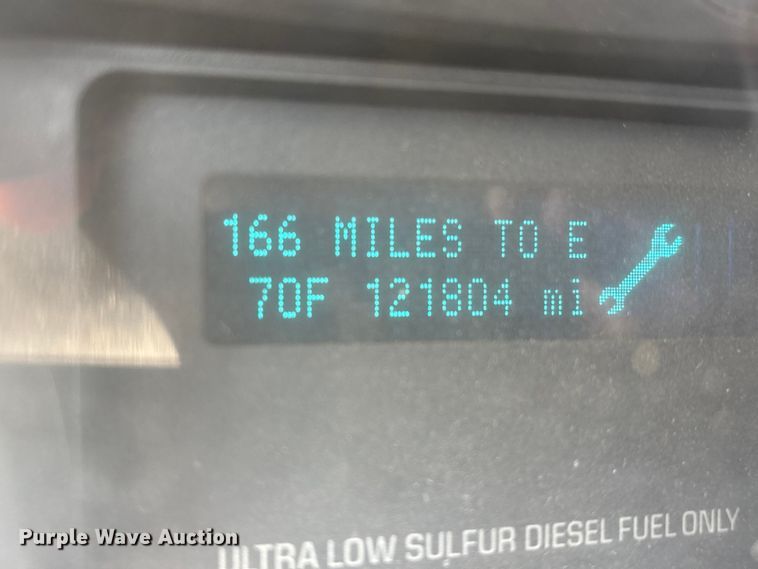 166 MILES TO E
70F 121804 mi
ULTRA LOW SULFUR DIESEL FUEL ONLY
Purple Wave Auction